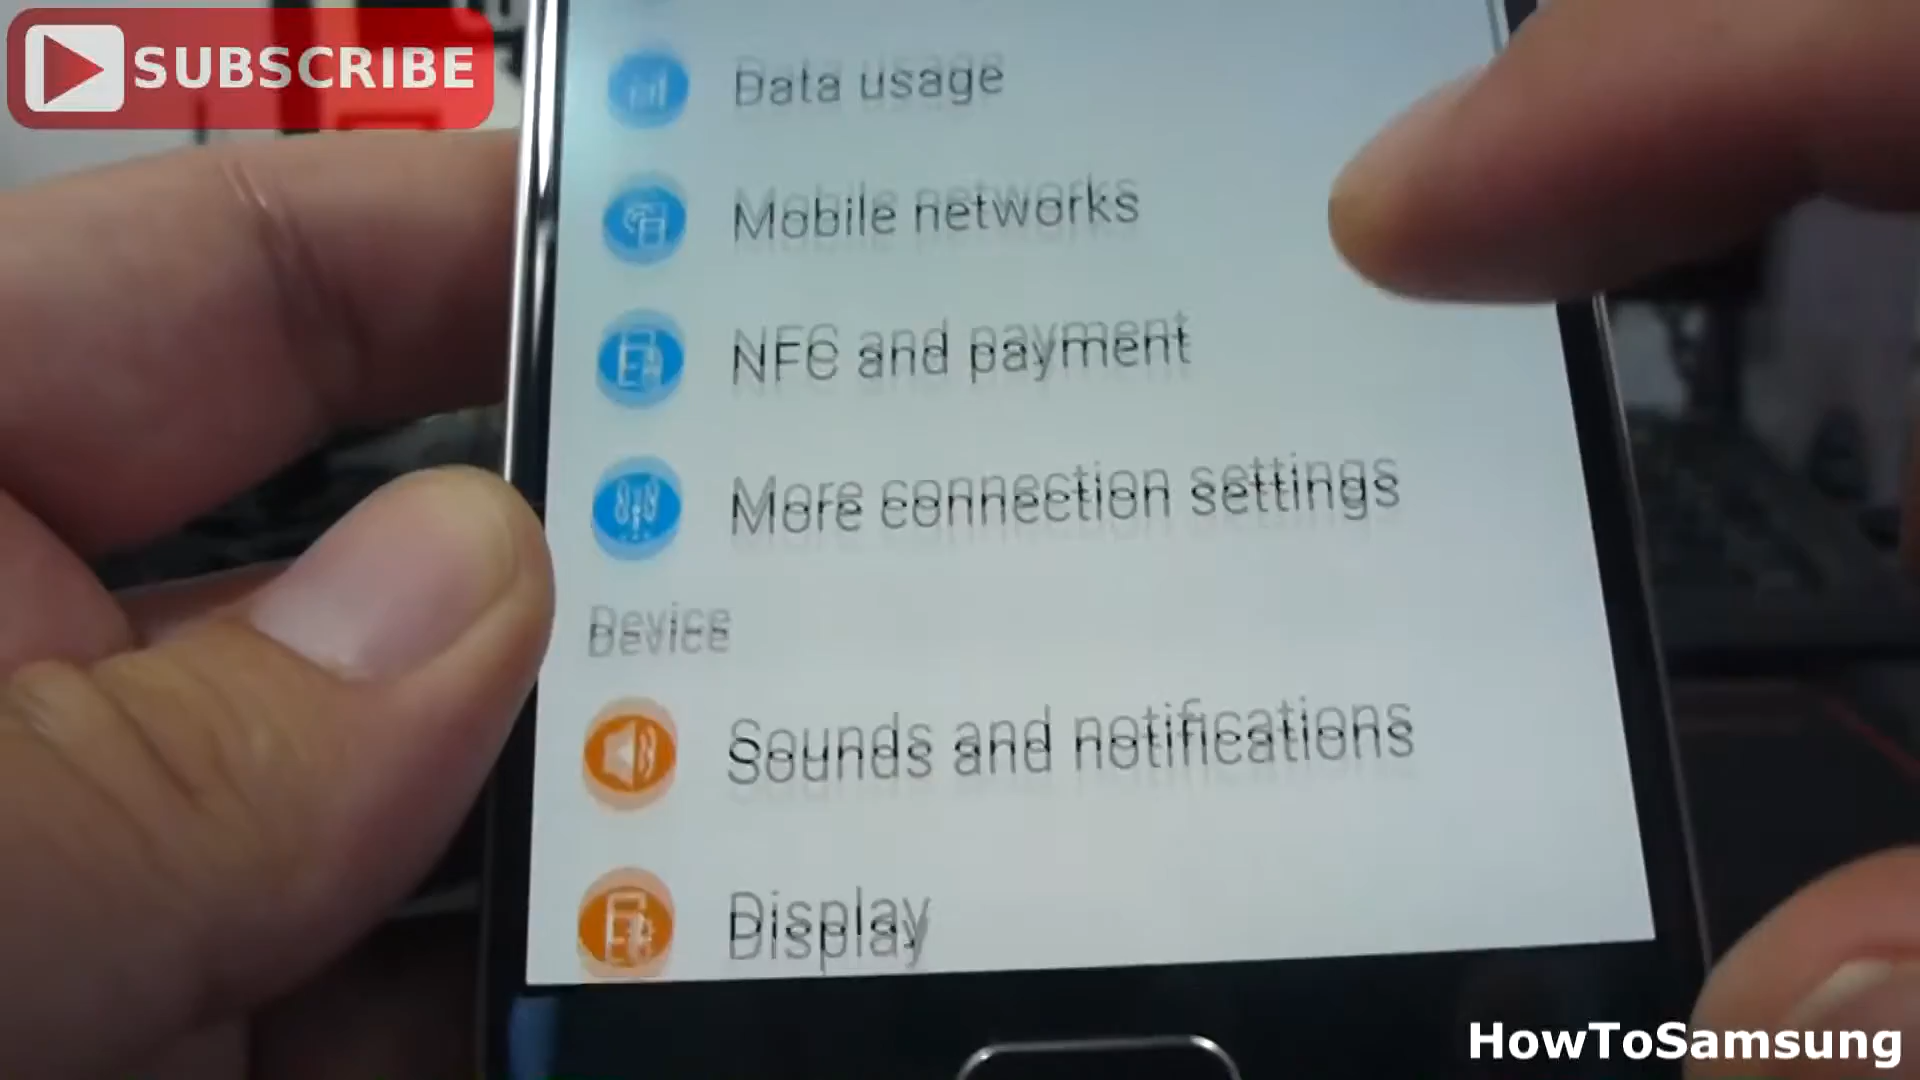 SUBSCRIBE
Data usage
Mobile networks
NFC and payment
More connection settings
Device
Sounds and notifications
Display
HowToSamsung